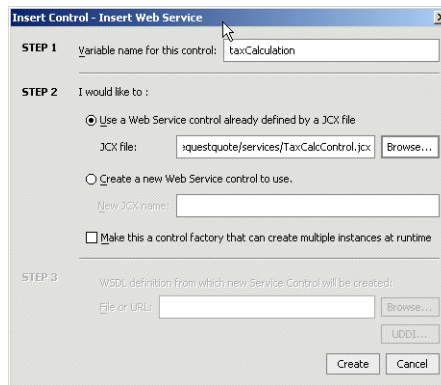 Insert Control - Insert Web Service
STEP 1
Variable name for this control: taxCalculation
STEP 2
I would like to :
Use a Web Service control already defined by a JCX file
JCX file: equestquote/services/TaxCalcControl.jcx Browse...
Create a new Web Service control to use.
New JCX name:
Make this a control factory that can create multiple instances at runtime
STEP 3
WSDL definition from which new Service Control will be created:
File or URL: Browse...
UDDI...
Create Cancel